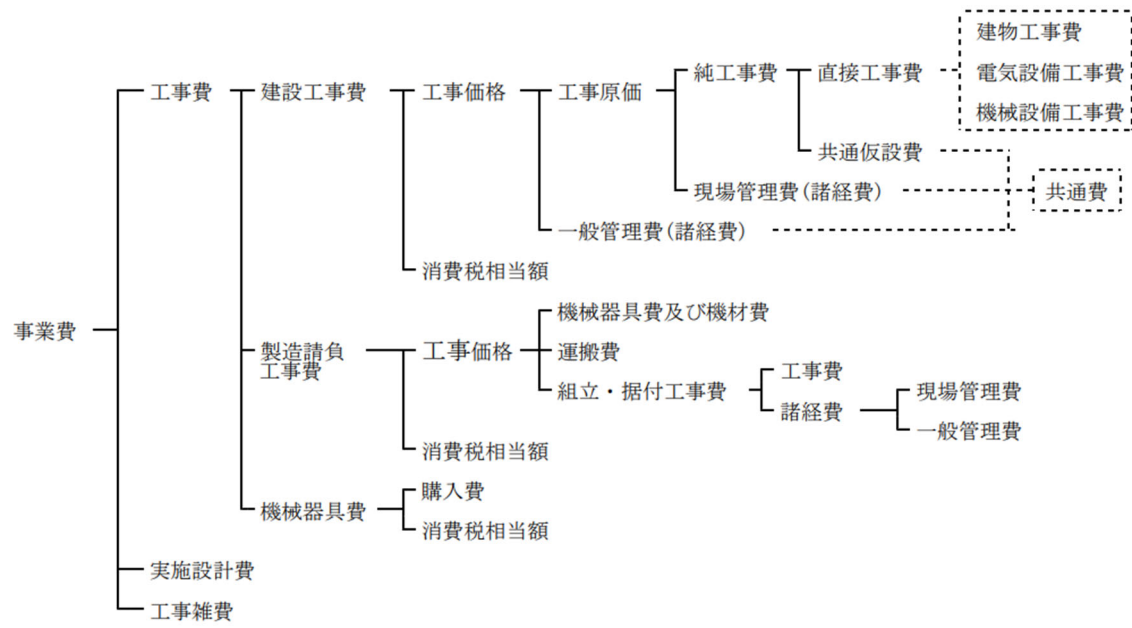 建物工事費
工事費
建設工事費
工事価格
工事原価
純工事費
直接工事費
電気設備工事費
機械設備工事費
共通仮設費
現場管理費(諸経費)
共通費
一般管理費(諸経費)
消費税相当額
事業費
製造請負
工事費
工事価格
機械器具費及び機材費
運搬費
組立・据付工事費
工事費
諸経費
現場管理費
一般管理費
消費税相当額
機械器具費
購入費
消費税相当額
実施設計費
工事雑費